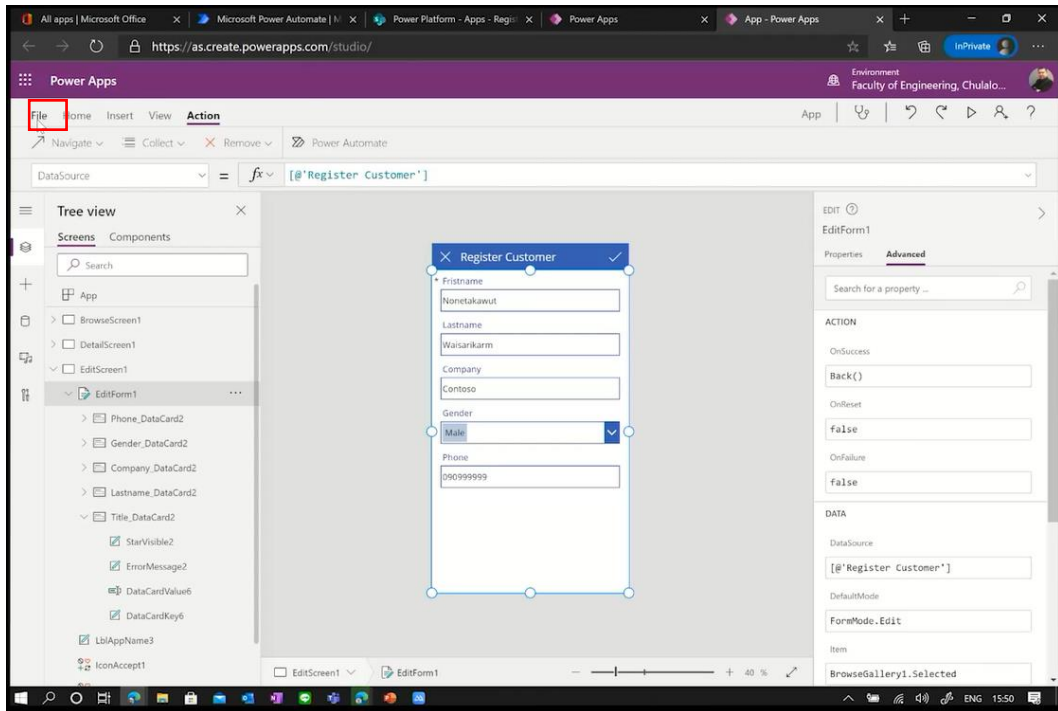 All apps | Microsoft Office
Microsoft Power Automate | M
Power Platform - Apps - Regis
Power Apps
App - Power Apps
https://as.create.powerapps.com/studio/
InPrivate
Power Apps
Environment
Faculty of Engineering, Chulalo...
File Home Insert View Action
App
Navigate Collect Remove Power Automate
DataSource = fx [@'Register Customer']
Tree view
Screens Components
Search
App
BrowseScreen1
DetailScreen1
EditScreen1
EditForm1 ...
Phone_DataCard2
Gender_DataCard2
Company_DataCard2
Lastname_DataCard2
Title_DataCard2
StarVisible2
ErrorMessage2
DataCardValue6
DataCardKey6
LblAppName3
IconAccept1
Register Customer
* Fristname
Nonetakawut
Lastname
Waisarikarm
Company
Contoso
Gender
Male
Phone
090999999
EditScreen1 EditForm1
− + 40 %
EDIT
EditForm1
Properties Advanced
Search for a property ...
ACTION
OnSuccess
Back()
OnReset
false
OnFailure
false
DATA
DataSource
[@'Register Customer']
DefaultMode
FormMode.Edit
Item
BrowseGallery1.Selected
ENG 15:50